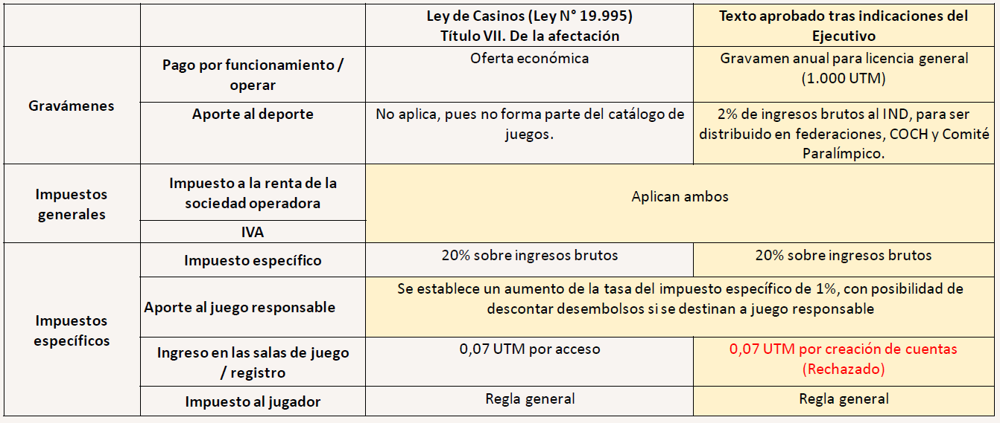 Ley de Casinos (Ley N° 19.995)
Título VII. De la afectación
Texto aprobado tras indicaciones del
Ejecutivo
Gravámenes
Pago por funcionamiento /
operar
Oferta económica
Gravamen anual para licencia general
(1.000 UTM)
Aporte al deporte
No aplica, pues no forma parte del catálogo de
juegos.
2% de ingresos brutos al IND, para ser
distribuido en federaciones, COCH y Comité
Paralímpico.
Impuestos
generales
Impuesto a la renta de la
sociedad operadora
Aplican ambos
IVA
Impuestos
específicos
Impuesto específico
20% sobre ingresos brutos
20% sobre ingresos brutos
Aporte al juego responsable
Se establece un aumento de la tasa del impuesto específico de 1%, con posibilidad de
descontar desembolsos si se destinan a juego responsable
Ingreso en las salas de juego
/ registro
0,07 UTM por acceso
0,07 UTM por creación de cuentas
(Rechazado)
Impuesto al jugador
Regla general
Regla general